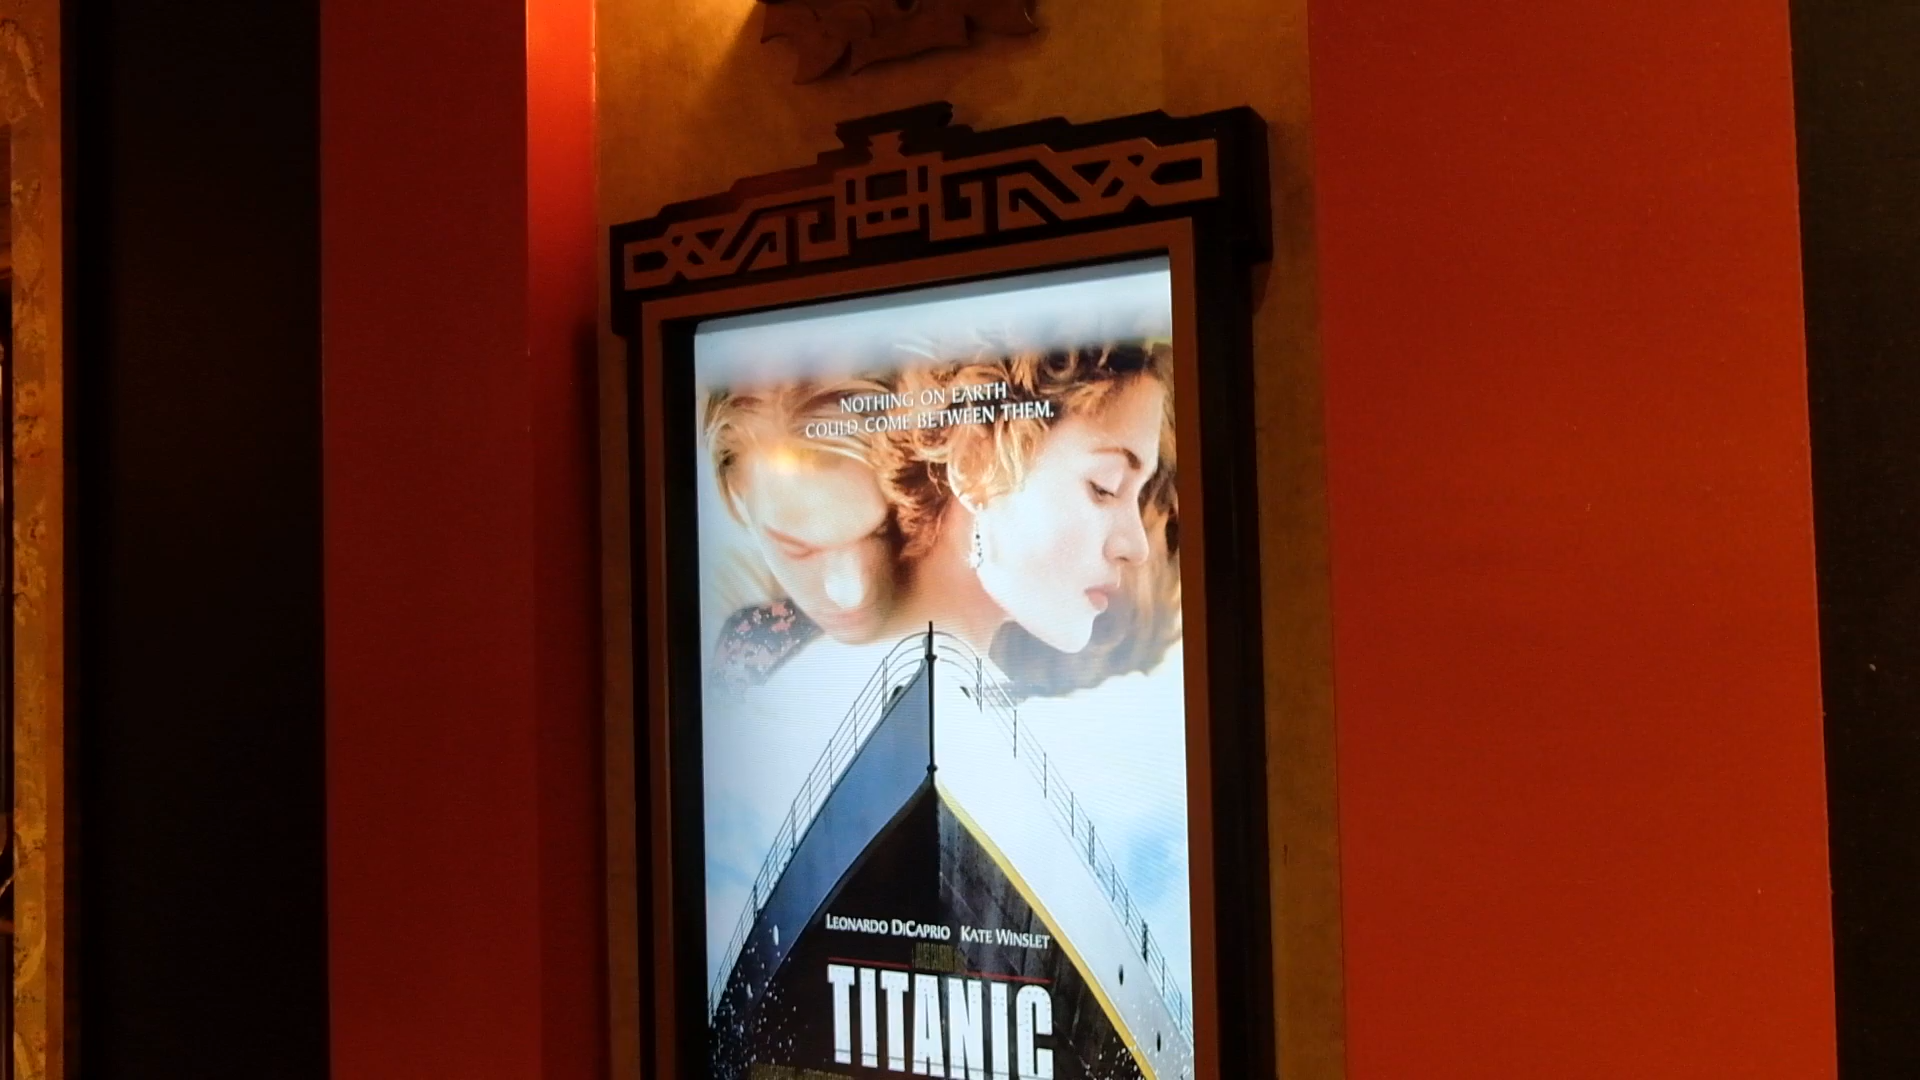 NOTHING ON EARTH
COULD COME BETWEEN THEM.
LEONARDO DICAPRIO KATE WINSLET
TITANIC